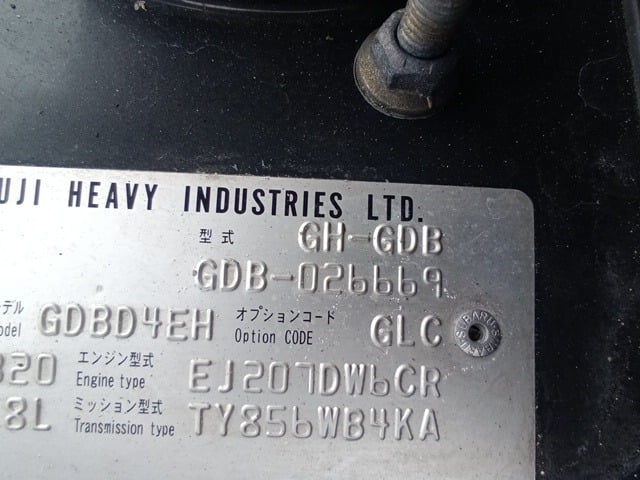 UJI HEAVY INDUSTRIES LTD.
型式 GH-GDB
GDB-026669
デル GDBD4EH オプションコード GLC
odel Option CODE
820 エンジン型式 EJ207DW6CR
Engine type
8L ミッション型式 TY856WB4KA
Transmission type